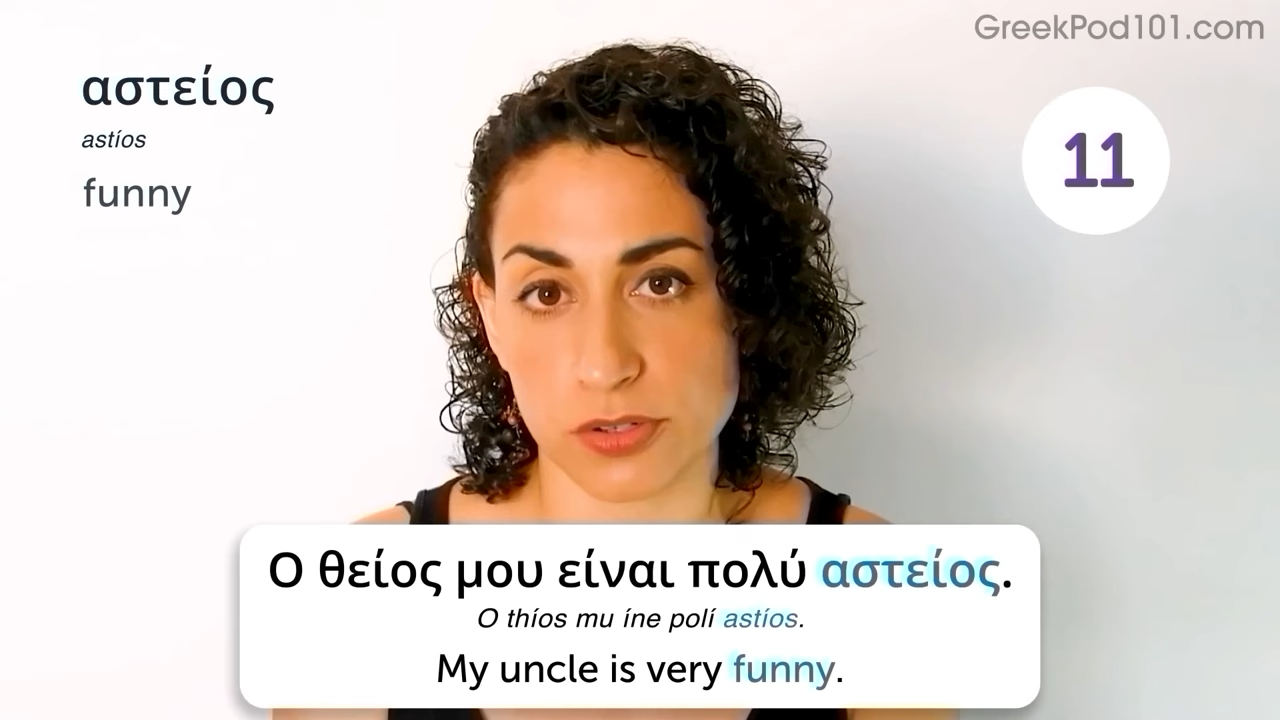 GreekPod101.com
αστείος
astíos
funny
11
Ο θείος μου είναι πολύ αστείος.
O thíos mu íne polí astíos.
My uncle is very funny.